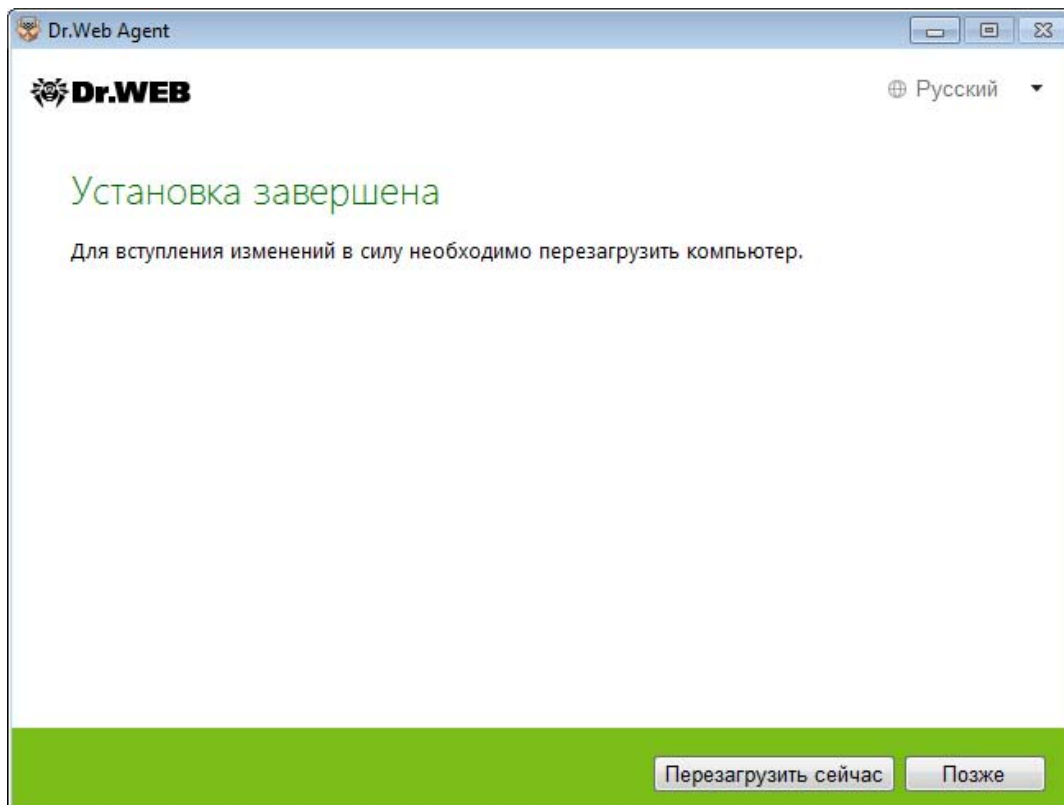 Dr.Web Agent
Dr.WEB
Русский
Установка завершена
Для вступления изменений в силу необходимо перезагрузить компьютер.
Перезагрузить сейчас
Позже